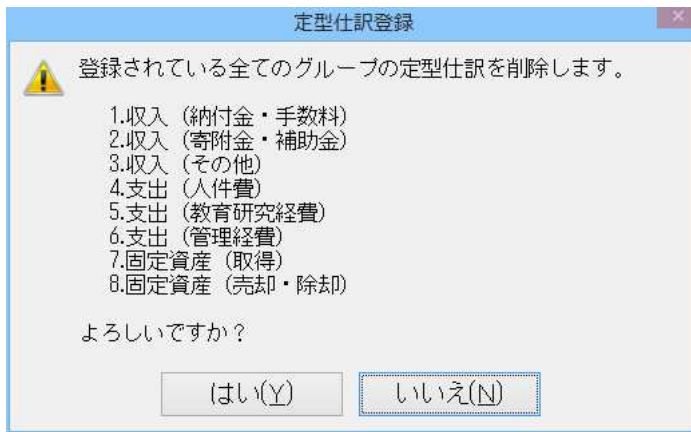 定型仕訳登録
登録されている全てのグループの定型仕訳を削除します。
1.収入（納付金・手数料）
2.収入（寄附金・補助金）
3.収入（その他）
4.支出（人件費）
5.支出（教育研究経費）
6.支出（管理経費）
7.固定資産（取得）
8.固定資産（売却・除却）
よろしいですか？
はい(Y) いいえ(N)